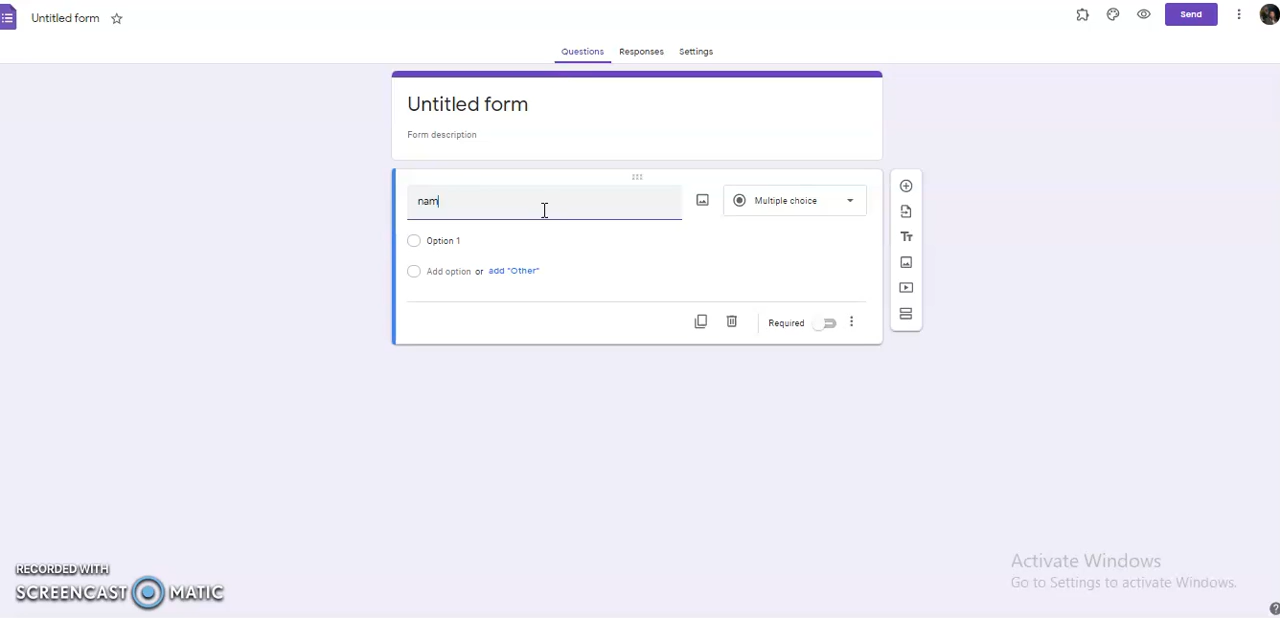 Untitled form
Send
Questions Responses Settings
Untitled form
Form description
nam
Multiple choice
Option 1
Add option or add "Other"
Required
Tт
RECORDED WITH
SCREENCAST MATIC
Activate Windows
Go to Settings to activate Windows.
?